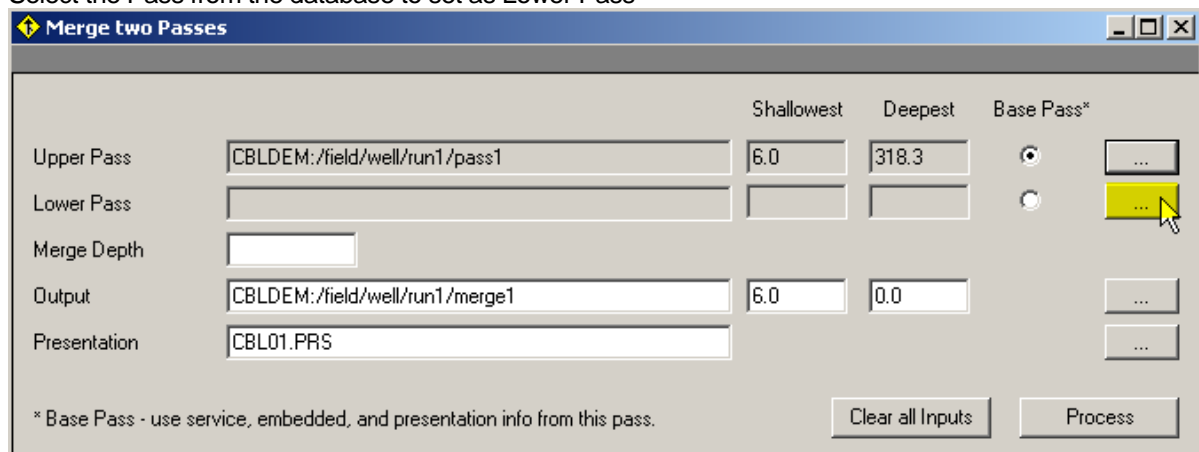 Select the Pass from the database to set as Lower Pass
Merge two Passes
Shallowest Deepest Base Pass*
Upper Pass CBLDEM:/field/well/run1/pass1 6.0 318.3 ...
Lower Pass ...
Merge Depth
Output CBLDEM:/field/well/run1/merge1 6.0 0.0 ...
Presentation CBL01.PRS ...
* Base Pass - use service, embedded, and presentation info from this pass. Clear all Inputs Process